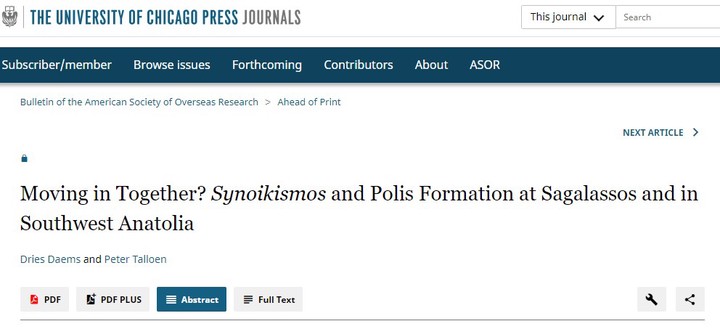 THE UNIVERSITY OF CHICAGO PRESS JOURNALS
This journal
Search
Subscriber/member Browse issues Forthcoming Contributors About ASOR
Bulletin of the American Society of Overseas Research > Ahead of Print
NEXT ARTICLE >
Moving in Together? Synoikismos and Polis Formation at Sagalassos and in
Southwest Anatolia
Dries Daems and Peter Talloen
PDF PDF PLUS Abstract Full Text